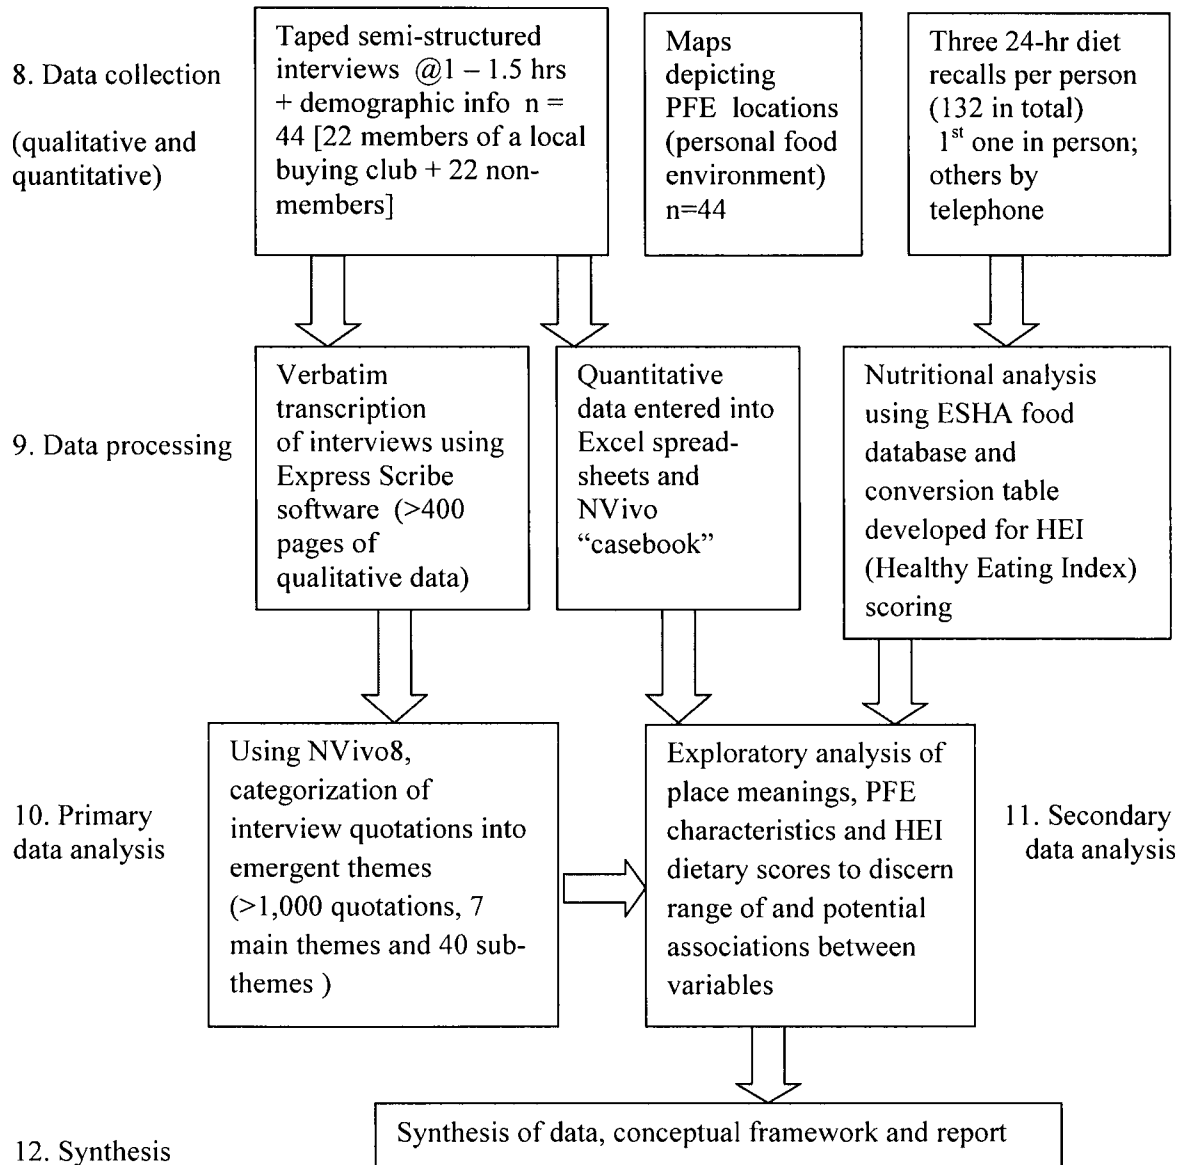 8. Data collection
(qualitative and
quantitative)
Taped semi-structured
interviews @1 – 1.5 hrs
+ demographic info n =
44 [22 members of a local
buying club + 22 non-
members]
Maps
depicting
PFE locations
(personal food
environment)
n=44
Three 24-hr diet
recalls per person
(132 in total)
1st one in person;
others by
telephone
9. Data processing
Verbatim
transcription
of interviews using
Express Scribe
software (>400
pages of
qualitative data)
Quantitative
data entered into
Excel spread-
sheets and
NVivo
“casebook”
Nutritional analysis
using ESHA food
database and
conversion table
developed for HEI
(Healthy Eating Index)
scoring
10. Primary
data analysis
Using NVivo8,
categorization of
interview quotations into
emergent themes
(>1,000 quotations, 7
main themes and 40 sub-
themes )
Exploratory analysis of
place meanings, PFE
characteristics and HEI
dietary scores to discern
range of and potential
associations between
variables
11. Secondary
data analysis
12. Synthesis
Synthesis of data, conceptual framework and report